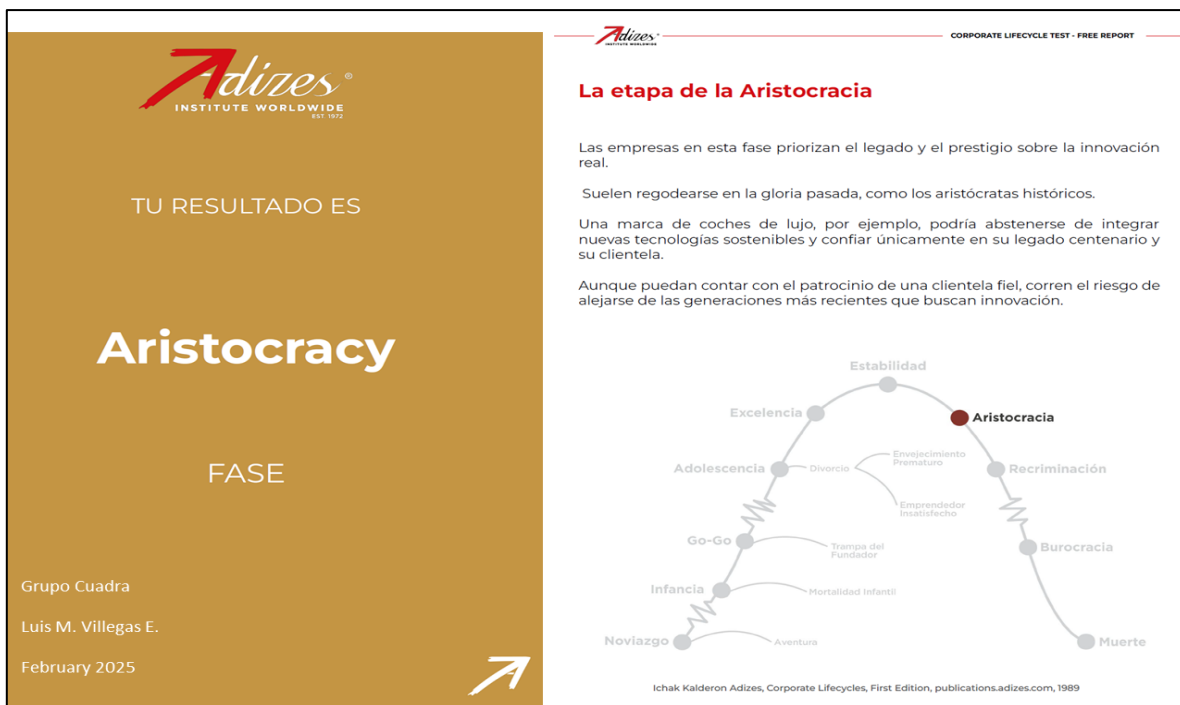 Adizes®
INSTITUTE WORLDWIDE
EST 1972
TU RESULTADO ES
Aristocracy
FASE
Grupo Cuadra
Luis M. Villegas E.
February 2025
Adizes®
INSTITUTE WORLDWIDE
CORPORATE LIFECYCLE TEST - FREE REPORT
La etapa de la Aristocracia
Las empresas en esta fase priorizan el legado y el prestigio sobre la innovación
real.
Suelen regodearse en la gloria pasada, como los aristócratas históricos.
Una marca de coches de lujo, por ejemplo, podría abstenerse de integrar
nuevas tecnologías sostenibles y confiar únicamente en su legado centenario y
su clientela.
Aunque puedan contar con el patrocinio de una clientela fiel, corren el riesgo de
alejarse de las generaciones más recientes que buscan innovación.
Estabilidad
Excelencia
Aristocracia
Adolescencia
Divorcio
Envejecimiento
Prematuro
Recriminación
Emprendedor
Insatisfecho
Go-Go
Trampa del
Fundador
Burocracia
Infancia
Mortalidad Infantil
Noviazgo
Aventura
Muerte
Ichak Kalderon Adizes, Corporate Lifecycles, First Edition, publications.adizes.com, 1989